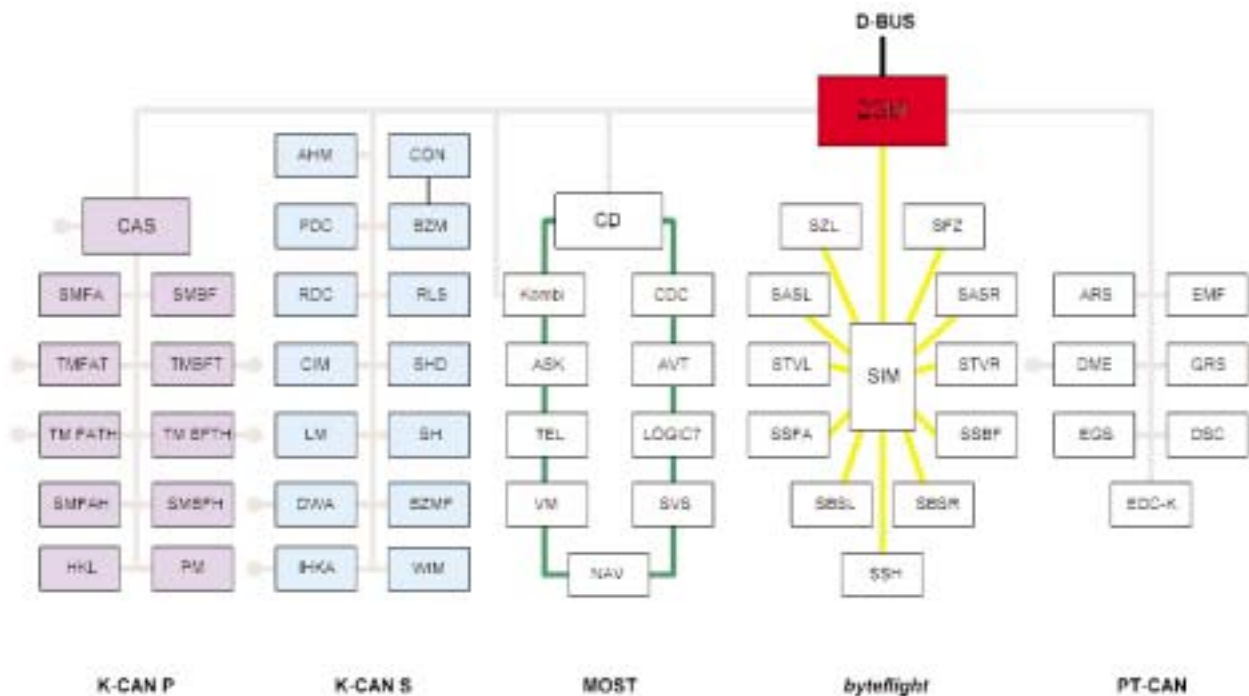 D-BUS
ZGM
AHM CON
CAS PDC BZM CD SZL SFZ
SMFA SMBF RDC RLS Kombi CDC SASL SASR ARS EMF
TMFAT TMBFT CIM SHD ASK AVT STVL SIM STVR DME GRS
TM FATH TM BFTH LM SH TEL LOGIC7 SSFA SSBF EGS DSC
SMFAH SMBFH DWA BZMF VM SVS SBSL SBSR EDC-K
HKL PM IHKA WIM NAV SSH
K-CAN P K-CAN S MOST byteflight PT-CAN